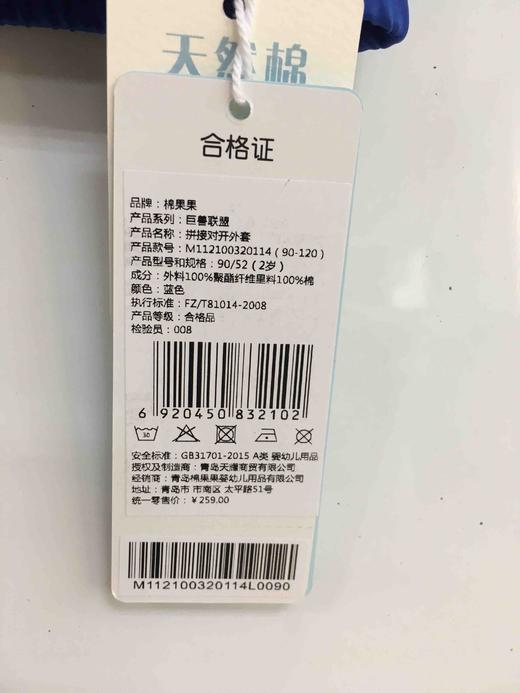 天然棉
合格证
品牌：棉果果
产品系列：巨兽联盟
产品名称：拼接对开外套
产品款号：M112100320114（90-120）
产品型号和规格：90/52（2岁）
成分：外料100%聚酯纤维里料100%棉
颜色：蓝色
执行标准：FZ/T81014-2008
产品等级：合格品
检验员：008
6 920450 832102
30
安全标准：GB31701-2015 A类 婴幼儿用品
授权及制造商：青岛天耀商贸有限公司
经销商：青岛棉果果婴幼儿用品有限公司
地址：青岛市 市南区 太平路51号
统一零售价：￥259.00
M112100320114L0090